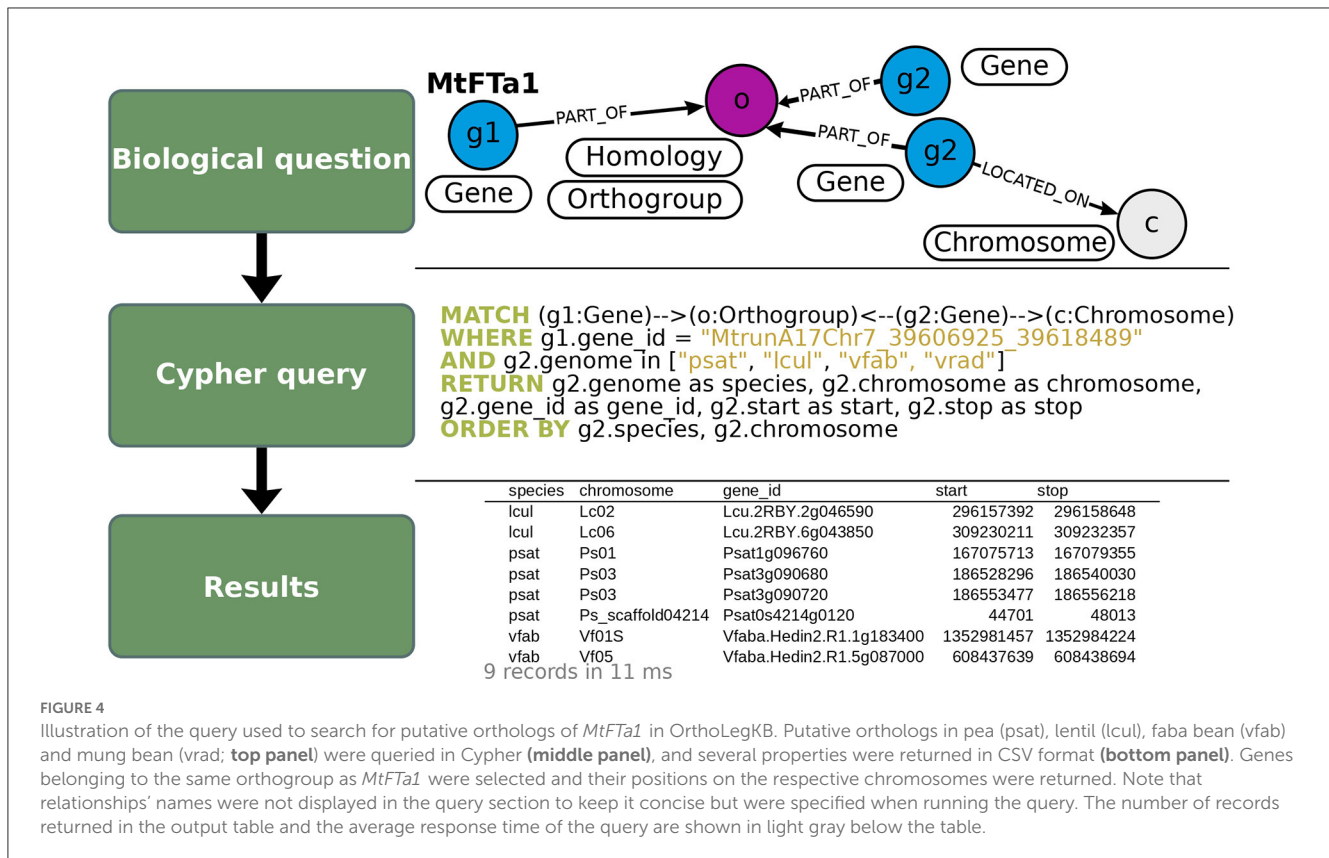 Biological question
MtFTa1
g1
PART_OF
o
PART_OF
g2
Gene
PART_OF
g2
Homology
Gene
Orthogroup
Gene
LOCATED_ON
c
Chromosome
Cypher query
MATCH (g1:Gene)-->(o:Orthogroup)<--(g2:Gene)-->(c:Chromosome)
WHERE g1.gene_id = "MtrunA17Chr7_39606925_39618489"
AND g2.genome in ["psat", "lcul", "vfab", "vrad"]
RETURN g2.genome as species, g2.chromosome as chromosome,
g2.gene_id as gene_id, g2.start as start, g2.stop as stop
ORDER BY g2.species, g2.chromosome
Results
species chromosome gene_id start stop
lcul Lc02 Lcu.2RBY.2g046590 296157392 296158648
lcul Lc06 Lcu.2RBY.6g043850 309230211 309232357
psat Ps01 Psat1g096760 167075713 167079355
psat Ps03 Psat3g090680 186528296 186540030
psat Ps03 Psat3g090720 186553477 186556218
psat Ps_scaffold04214 Psat0s4214g0120 44701 48013
vfab Vf01S Vfaba.Hedin2.R1.1g183400 1352981457 1352984224
vfab Vf05 Vfaba.Hedin2.R1.5g087000 608437639 608438694
9 records in 11 ms
FIGURE 4
Illustration of the query used to search for putative orthologs of MtFTa1 in OrthoLegKB. Putative orthologs in pea (psat), lentil (lcul), faba bean (vfab)
and mung bean (vrad; top panel) were queried in Cypher (middle panel), and several properties were returned in CSV format (bottom panel). Genes
belonging to the same orthogroup as MtFTa1 were selected and their positions on the respective chromosomes were returned. Note that
relationships' names were not displayed in the query section to keep it concise but were specified when running the query. The number of records
returned in the output table and the average response time of the query are shown in light gray below the table.